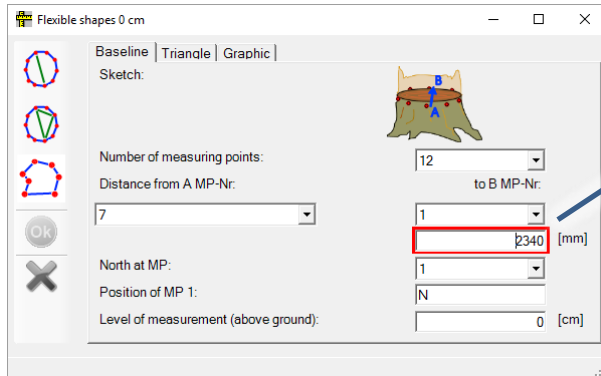 Flexible shapes 0 cm
Baseline Triangle Graphic
Sketch:
B
A
Number of measuring points: 12
Distance from A MP-Nr: to B MP-Nr:
7 1
2340 [mm]
Ok
North at MP: 1
Position of MP 1: N
Level of measurement (above ground): 0 [cm]